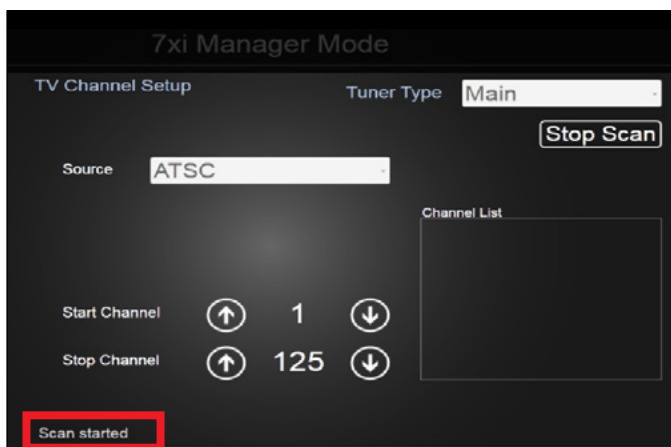 7xi Manager Mode
TV Channel Setup
Tuner Type Main
Stop Scan
Source ATSC
Channel List
Start Channel 1
Stop Channel 125
Scan started